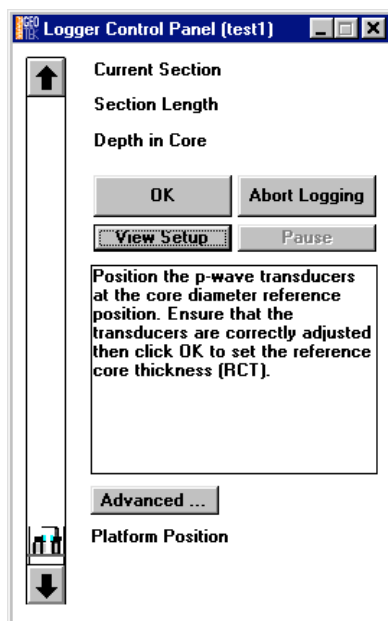 GEO
TEK
Logger Control Panel (test1)
Current Section
Section Length
Depth in Core
OK
Abort Logging
View Setup
Pause
Position the p-wave transducers
at the core diameter reference
position. Ensure that the
transducers are correctly adjusted
then click OK to set the reference
core thickness (RCT).
Advanced ...
Platform Position